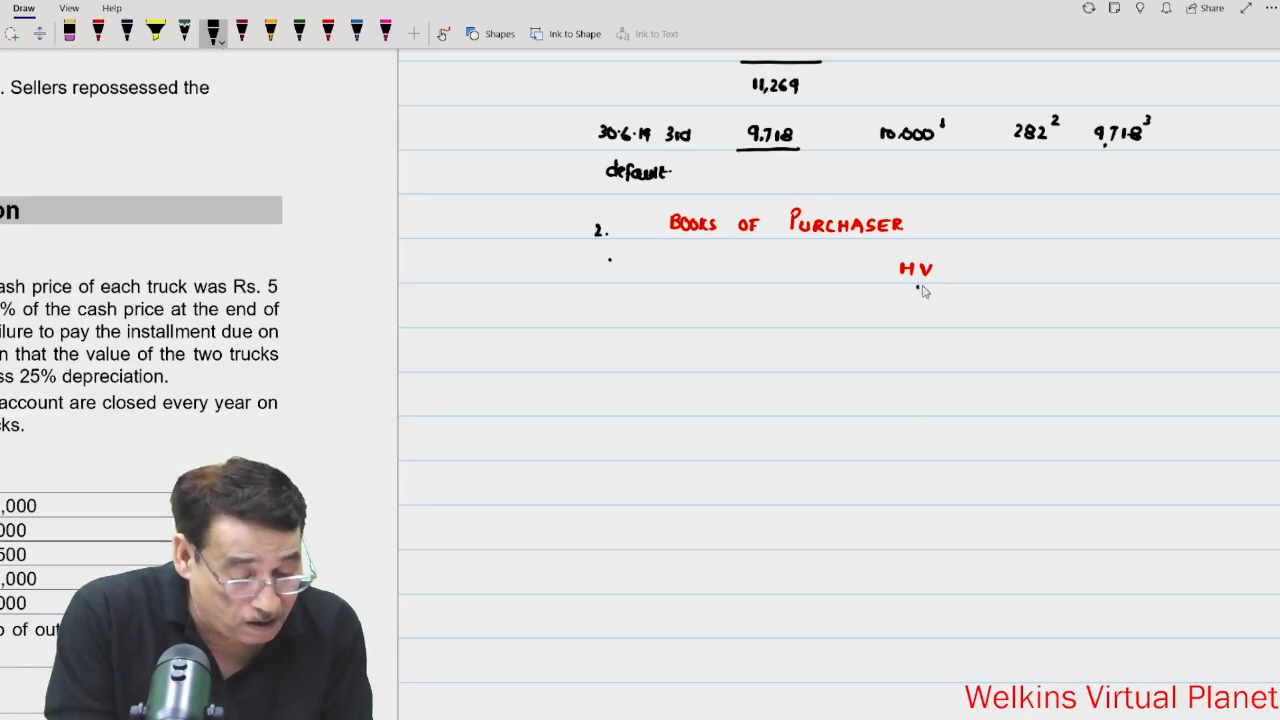 Draw View Help
Share
Shapes Ink to Shape Ink to Text
. Sellers repossessed the
on
ash price of each truck was Rs. 5
% of the cash price at the end of
ilure to pay the installment due on
n that the value of the two trucks
ss 25% depreciation.
account are closed every year on
cks.
,000
000
500
,000
000
o of out
11,269
30.6.19 3rd 9,718 10.000¹ 282² 9,718³
default
2. BOOKS OF PURCHASER
HV
Welkins Virtual Planet